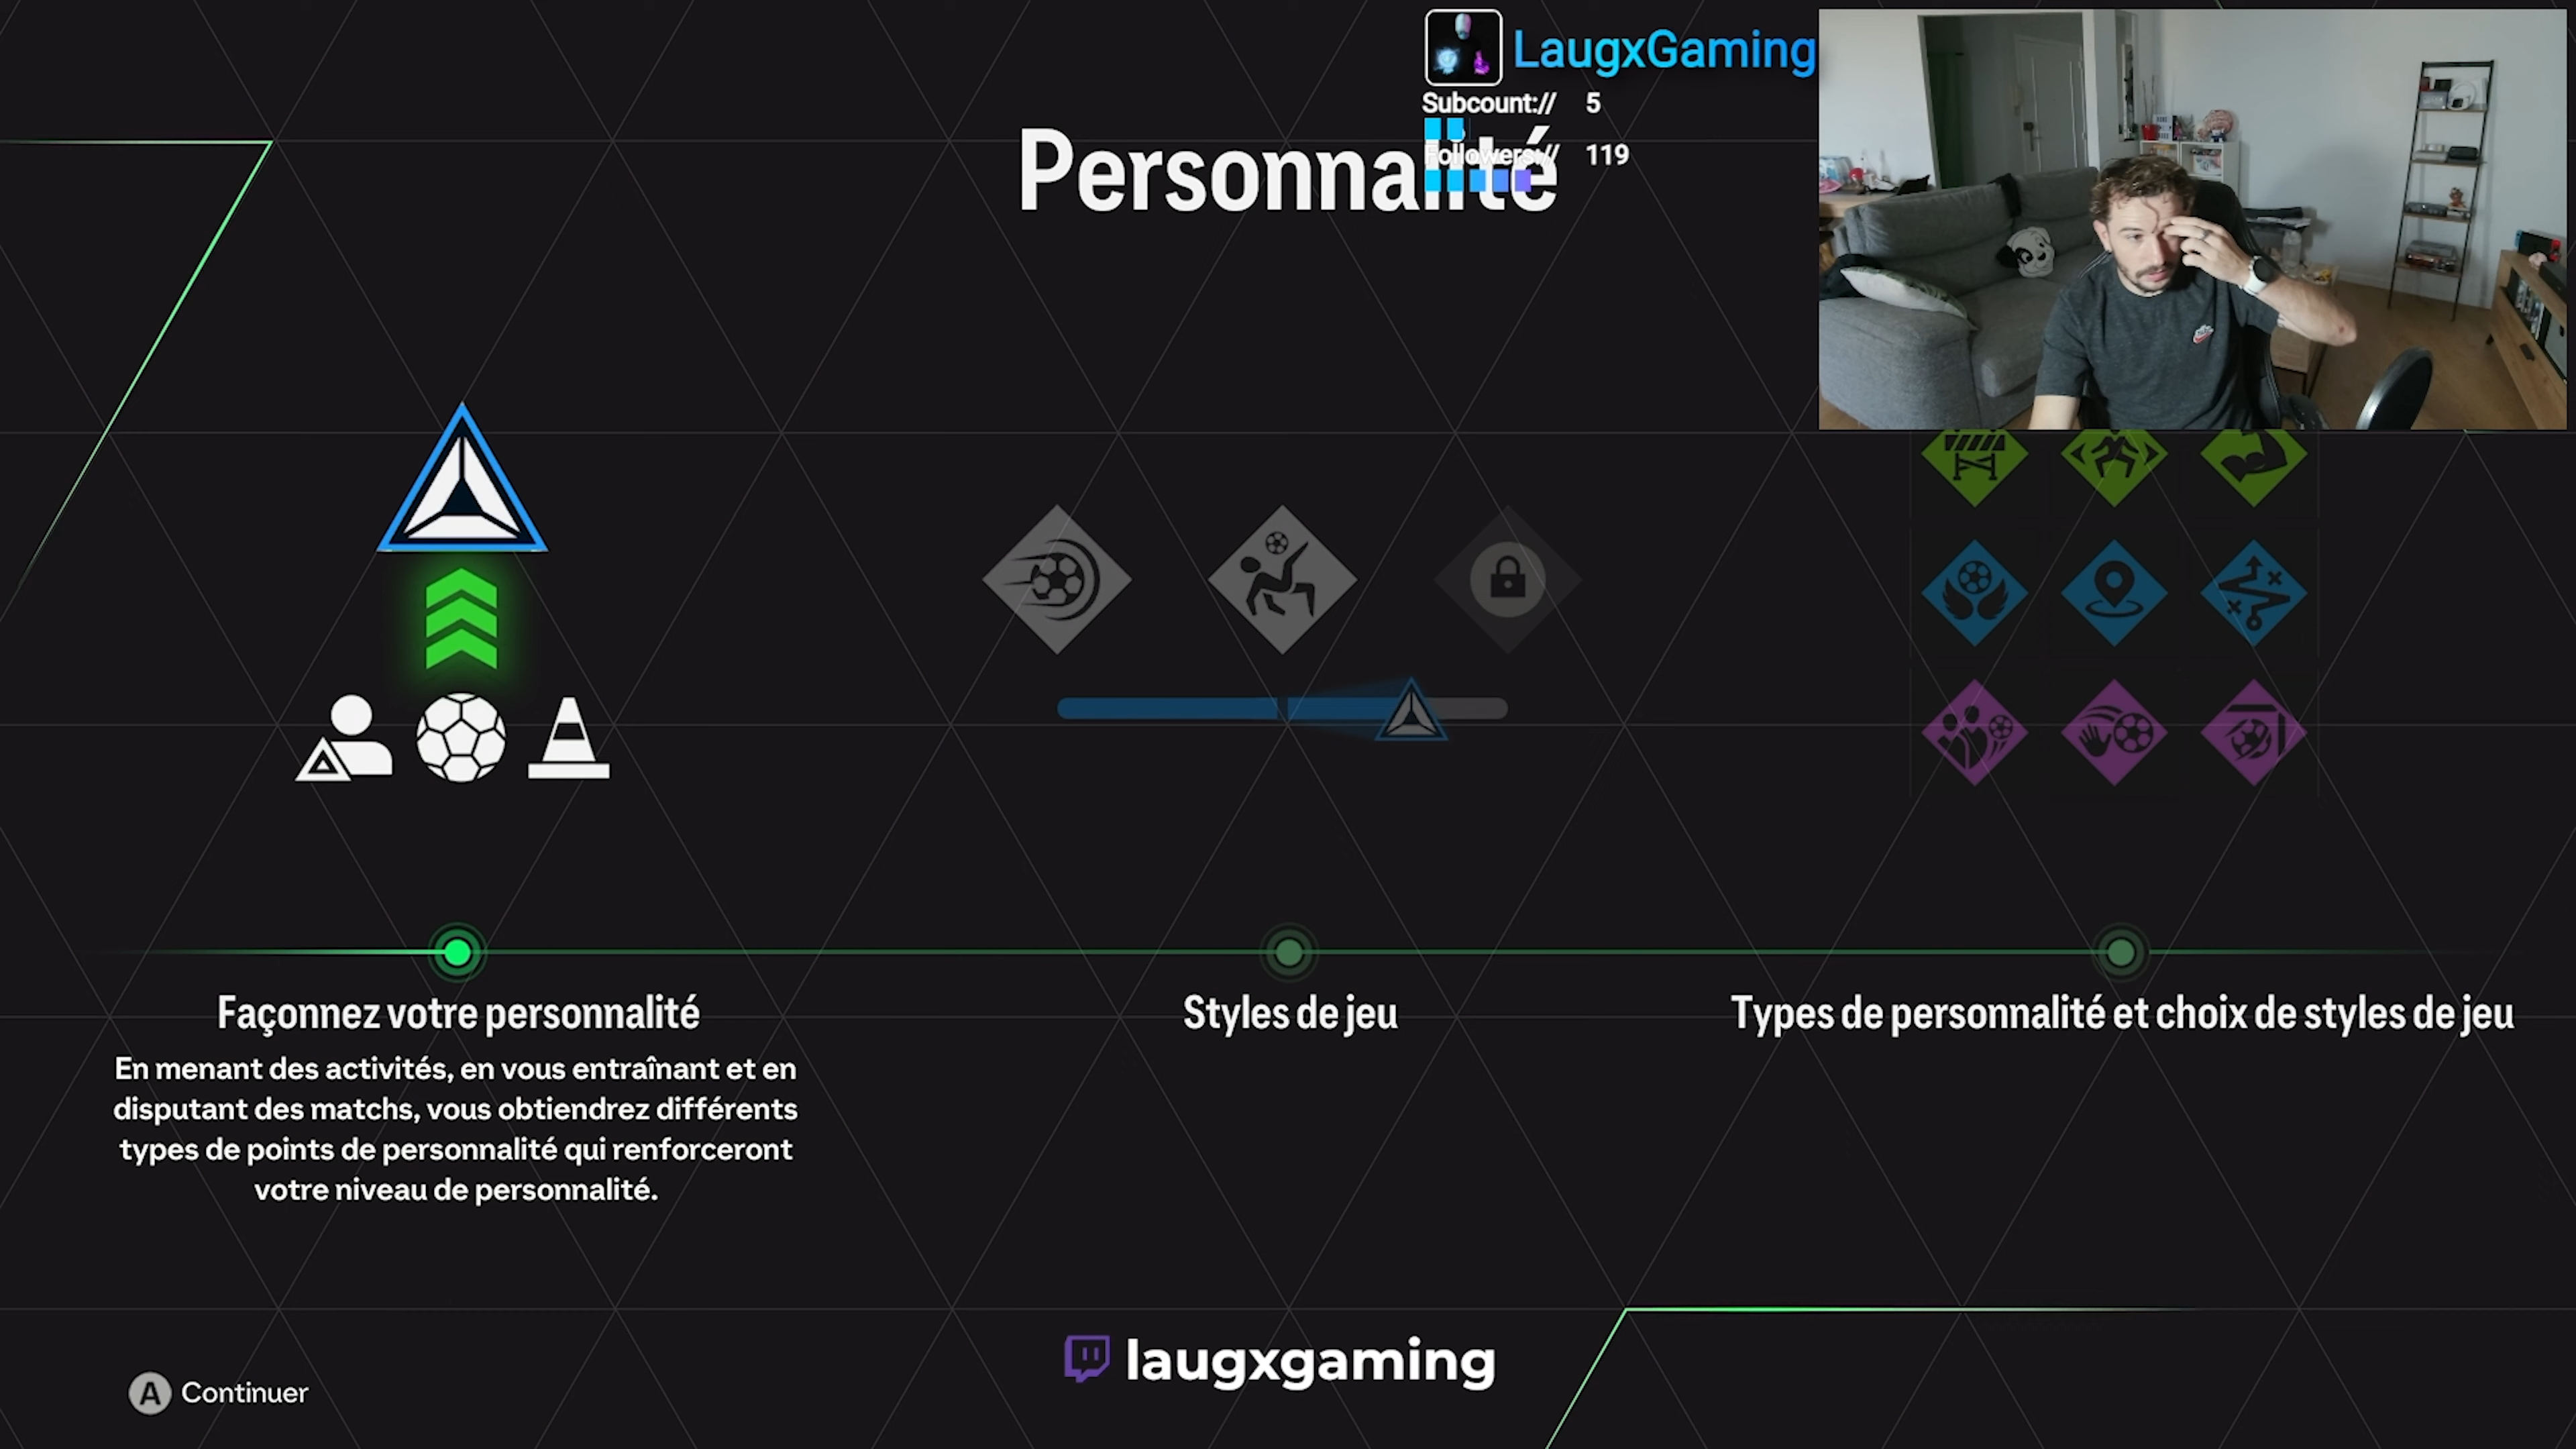 LaugxGaming
Subcount:// 5
Followers:// 119
Personnalité
Façonnez votre personnalité
En menant des activités, en vous entraînant et en
disputant des matchs, vous obtiendrez différents
types de points de personnalité qui renforceront
votre niveau de personnalité.
Styles de jeu
Types de personnalité et choix de styles de jeu
laugxgaming
A Continuer